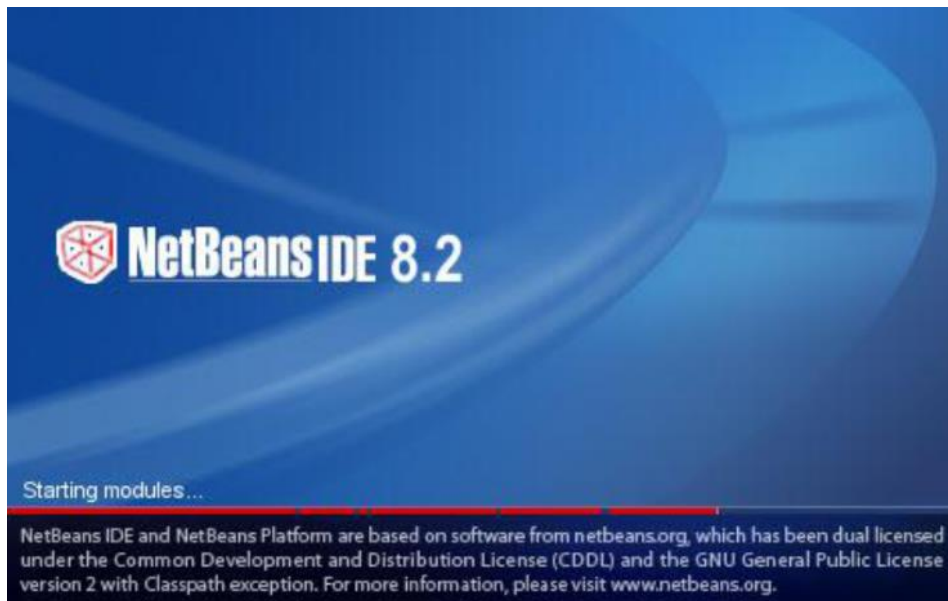 NetBeans IDE 8.2
Starting modules...
NetBeans IDE and NetBeans Platform are based on software from netbeans.org, which has been dual licensed
under the Common Development and Distribution License (CDDL) and the GNU General Public License
version 2 with Classpath exception. For more information, please visit www.netbeans.org.